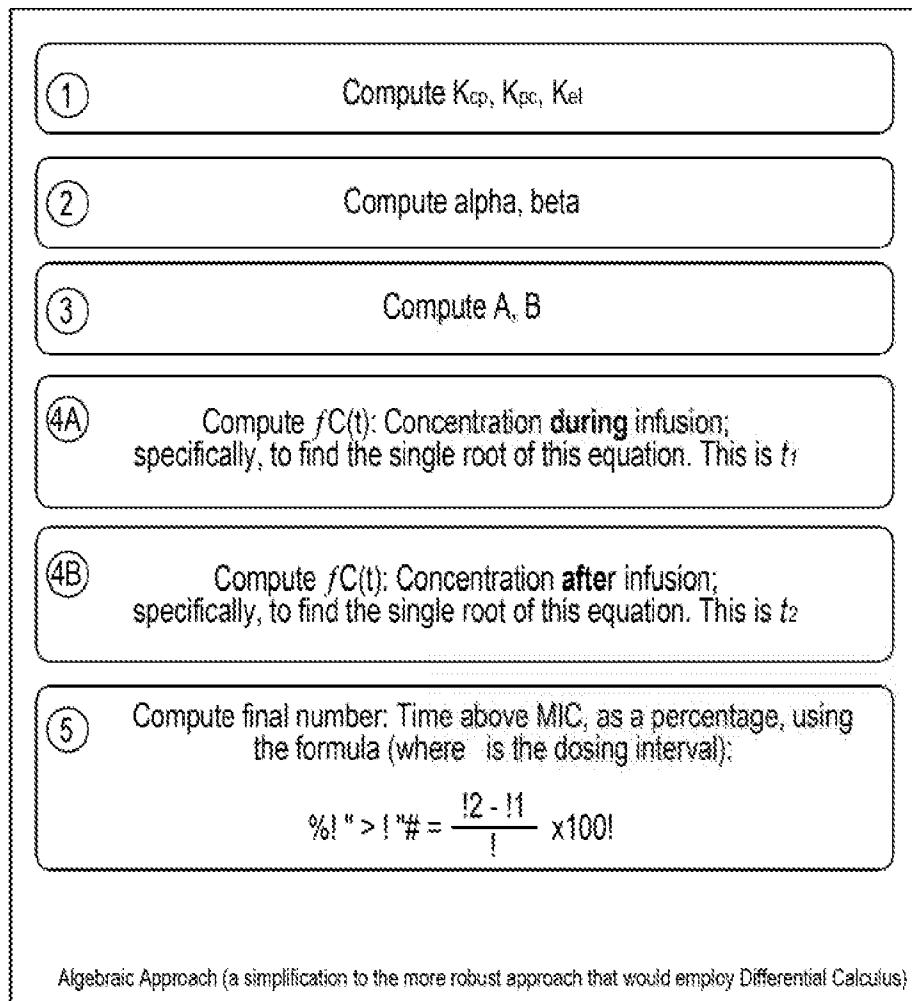 1
Compute Kcp, Kpc, Kel
2
Compute alpha, beta
3
Compute A, B
4A
Compute ƒC(t): Concentration during infusion;
specifically, to find the single root of this equation. This is t1
4B
Compute ƒC(t): Concentration after infusion;
specifically, to find the single root of this equation. This is t2
5
Compute final number: Time above MIC, as a percentage, using
the formula (where is the dosing interval):
%! " > ! "# = !2 - !1 / ! x100!
Algebraic Approach (a simplification to the more robust approach that would employ Differential Calculus)